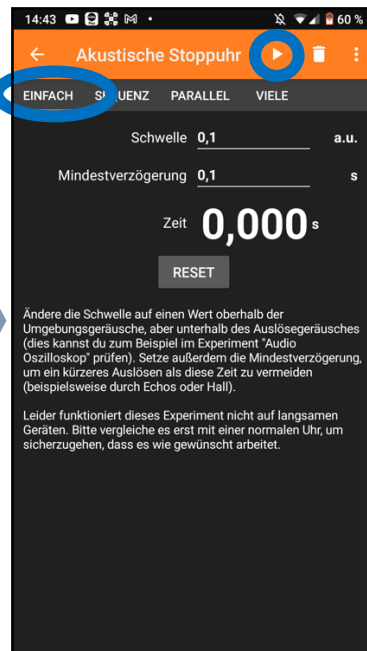 14:43 60 %
Akustische Stoppuhr
EINFACH SEQUENZ PARALLEL VIELE
Schwelle 0,1 a.u.
Mindestverzögerung 0,1 s
Zeit 0,000 s
RESET
Ändere die Schwelle auf einen Wert oberhalb der
Umgebungsgeräusche, aber unterhalb des Auslösegeräusches
(dies kannst du zum Beispiel im Experiment "Audio
Oszilloskop" prüfen). Setze außerdem die Mindestverzögerung,
um ein kürzeres Auslösen als diese Zeit zu vermeiden
(beispielsweise durch Echos oder Hall).
Leider funktioniert dieses Experiment nicht auf langsamen
Geräten. Bitte vergleiche es erst mit einer normalen Uhr, um
sicherzugehen, dass es wie gewünscht arbeitet.